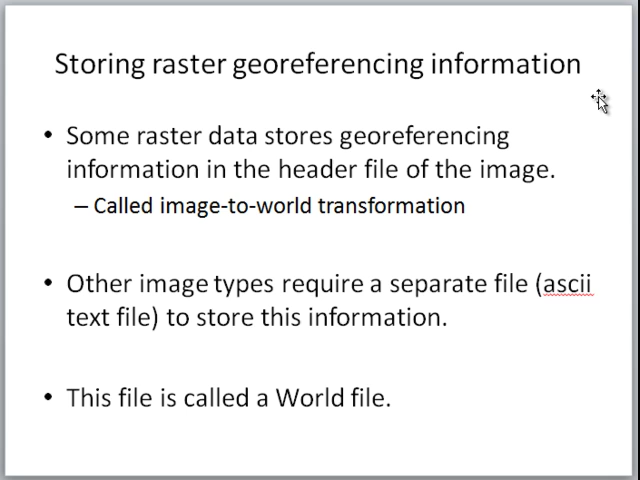 Storing raster georeferencing information
• Some raster data stores georeferencing
information in the header file of the image.
– Called image-to-world transformation
• Other image types require a separate file (ascii
text file) to store this information.
• This file is called a World file.